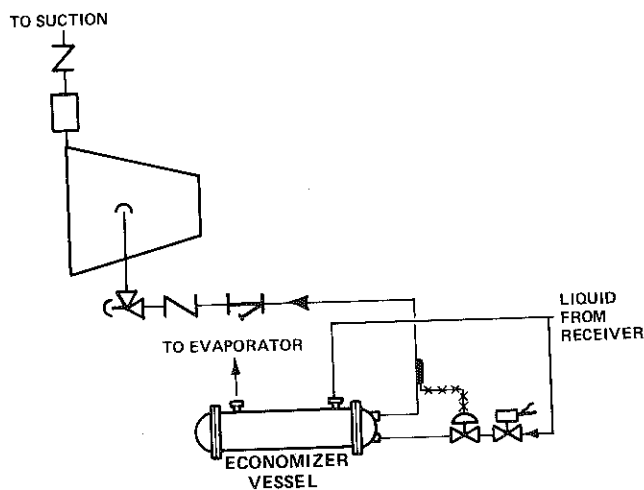 TO SUCTION
LIQUID
FROM
RECEIVER
TO EVAPORATOR
ECONOMIZER
VESSEL